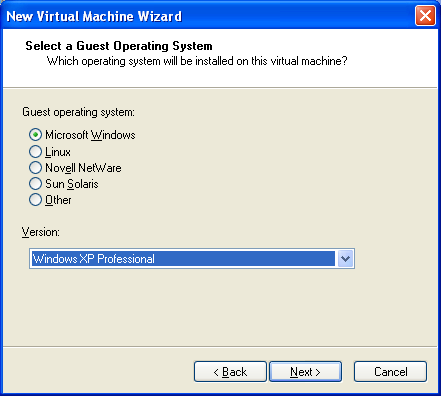 New Virtual Machine Wizard
Select a Guest Operating System
Which operating system will be installed on this virtual machine?
Guest operating system:
Microsoft Windows
Linux
Novell NetWare
Sun Solaris
Other
Version:
Windows XP Professional
< Back Next > Cancel